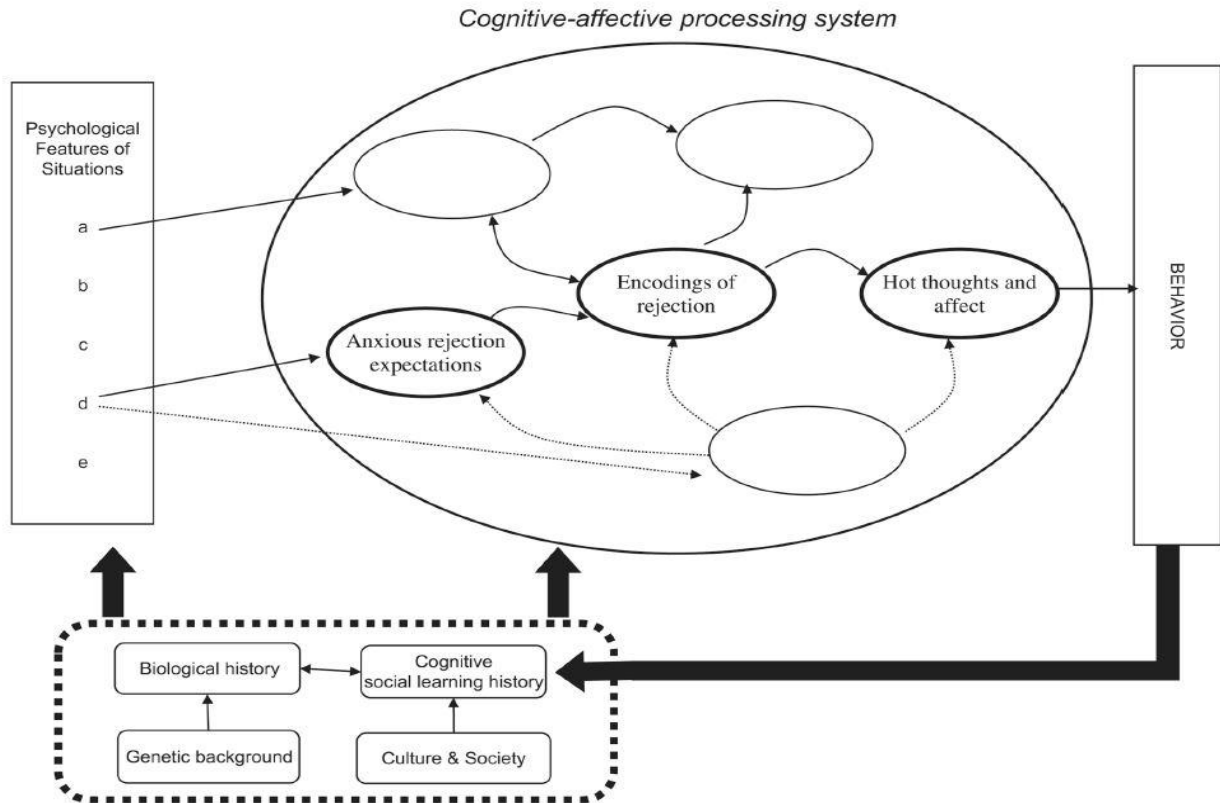 Cognitive-affective processing system
Psychological
Features of
Situations
a
b
c
d
e
Encodings of
rejection
Hot thoughts and
affect
Anxious rejection
expectations
BEHAVIOR
Biological history
Cognitive
social learning history
Genetic background
Culture & Society